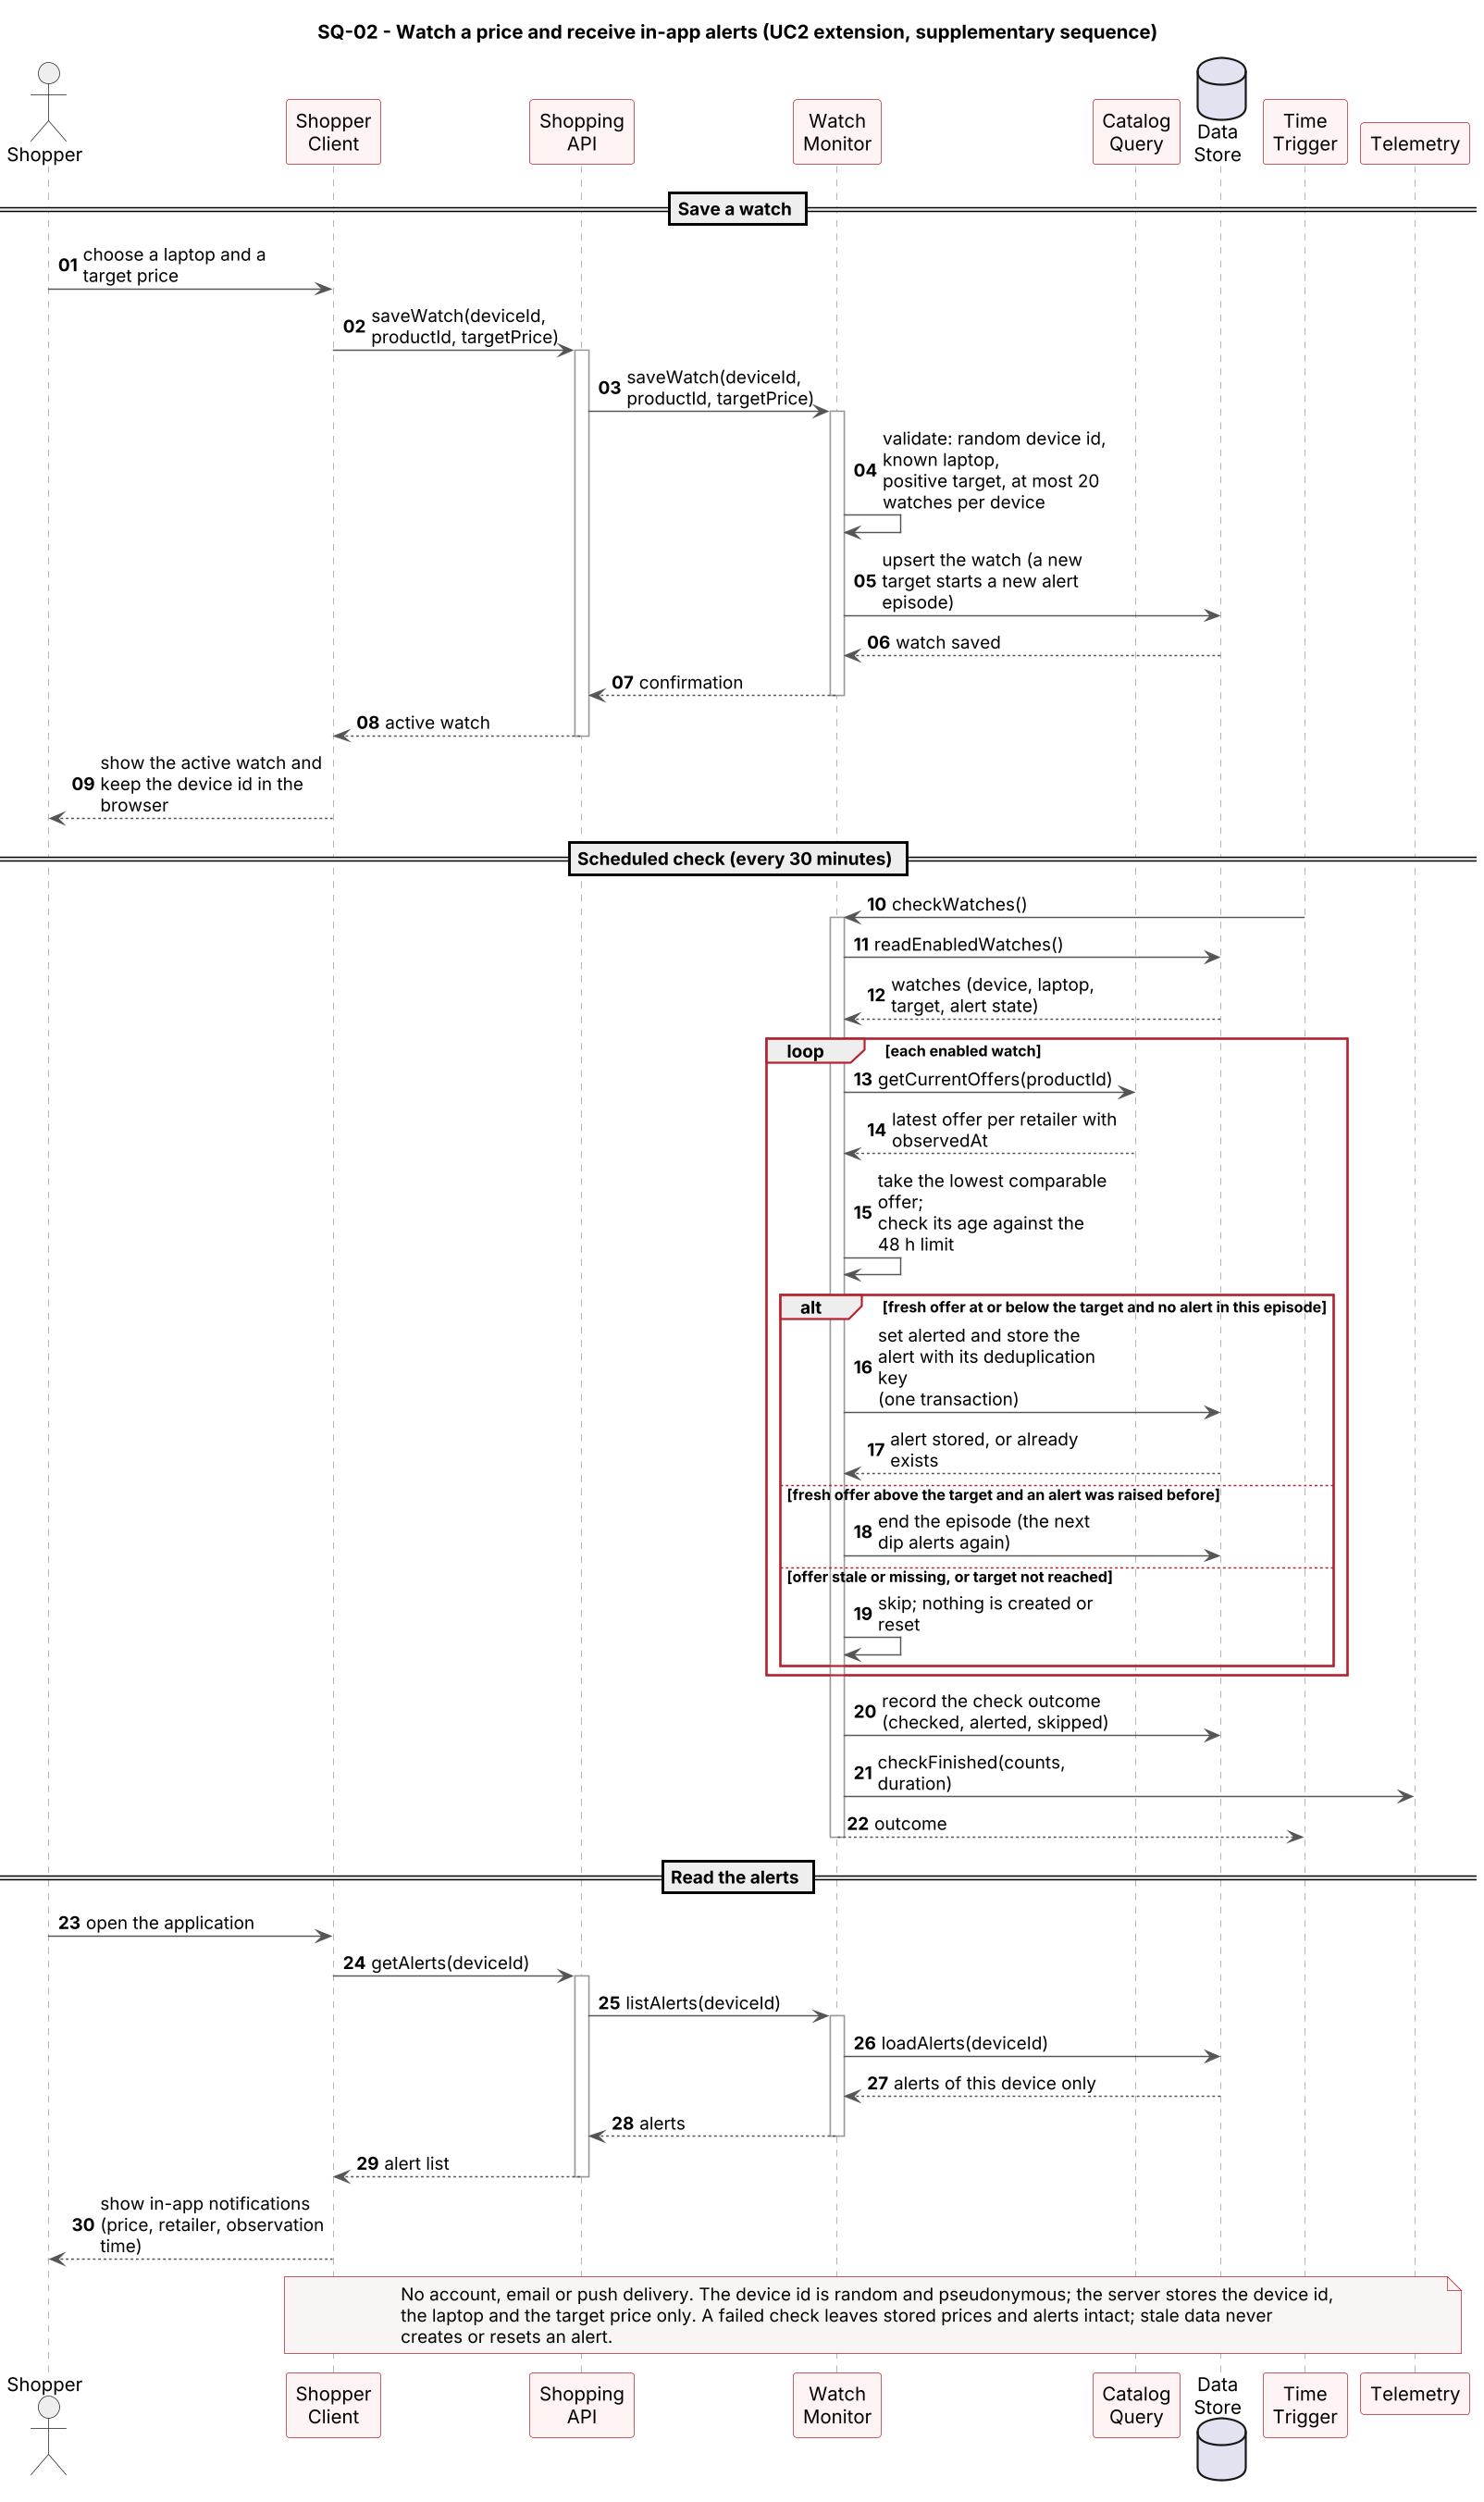 SQ-02 - Watch a price and receive in-app alerts (UC2 extension, supplementary sequence)
Shopper
Shopper
Client
Shopping
API
Watch
Monitor
Catalog
Query
Data
Store
Time
Trigger
Telemetry
Save a watch
01 choose a laptop and a
target price
02 saveWatch(deviceId,
productId, targetPrice)
03 saveWatch(deviceId,
productId, targetPrice)
04 validate: random device id,
known laptop,
positive target, at most 20
watches per device
05 upsert the watch (a new
target starts a new alert
episode)
06 watch saved
07 confirmation
08 active watch
09 show the active watch and
keep the device id in the
browser
Scheduled check (every 30 minutes)
10 checkWatches()
11 readEnabledWatches()
12 watches (device, laptop,
target, alert state)
loop [each enabled watch]
13 getCurrentOffers(productId)
14 latest offer per retailer with
observedAt
15 take the lowest comparable
offer;
check its age against the
48 h limit
alt [fresh offer at or below the target and no alert in this episode]
16 set alerted and store the
alert with its deduplication
key
(one transaction)
17 alert stored, or already
exists
[fresh offer above the target and an alert was raised before]
18 end the episode (the next
dip alerts again)
[offer stale or missing, or target not reached]
19 skip; nothing is created or
reset
20 record the check outcome
(checked, alerted, skipped)
21 checkFinished(counts,
duration)
22 outcome
Read the alerts
23 open the application
24 getAlerts(deviceId)
25 listAlerts(deviceId)
26 loadAlerts(deviceId)
27 alerts of this device only
28 alerts
29 alert list
30 show in-app notifications
(price, retailer, observation
time)
No account, email or push delivery. The device id is random and pseudonymous; the server stores the device id,
the laptop and the target price only. A failed check leaves stored prices and alerts intact; stale data never
creates or resets an alert.
Shopper
Shopper
Client
Shopping
API
Watch
Monitor
Catalog
Query
Data
Store
Time
Trigger
Telemetry